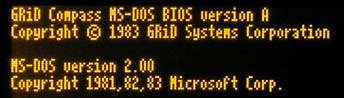 GRiD Compass MS-DOS BIOS version A
Copyright © 1983 GRiD Systems Corporation
MS-DOS version 2.00
Copyright 1981,82,83 Microsoft Corp.